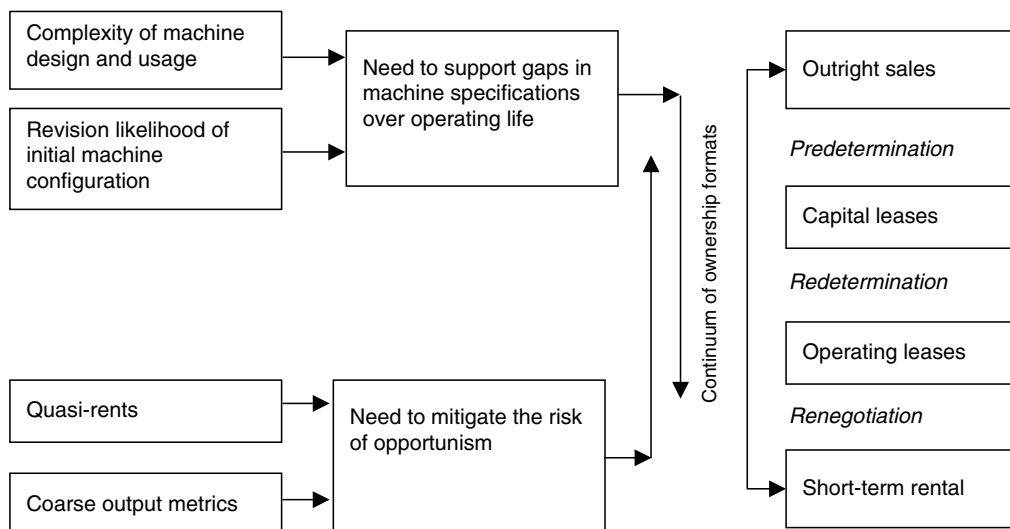 Complexity of machine
design and usage
Revision likelihood of
initial machine
configuration
Need to support gaps in
machine specifications
over operating life
Quasi-rents
Coarse output metrics
Need to mitigate the risk
of opportunism
Continuum of ownership formats
Outright sales
Predetermination
Capital leases
Redetermination
Operating leases
Renegotiation
Short-term rental